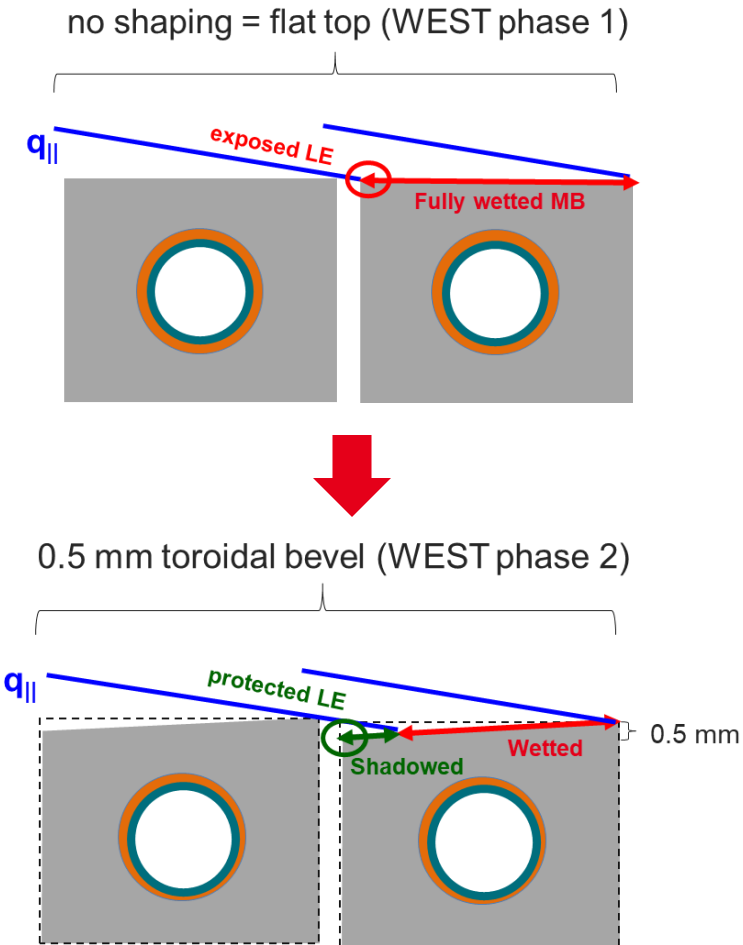 no shaping = flat top (WEST phase 1)
q||
exposed LE
Fully wetted MB
0.5 mm toroidal bevel (WEST phase 2)
q||
protected LE
Wetted
0.5 mm
Shadowed